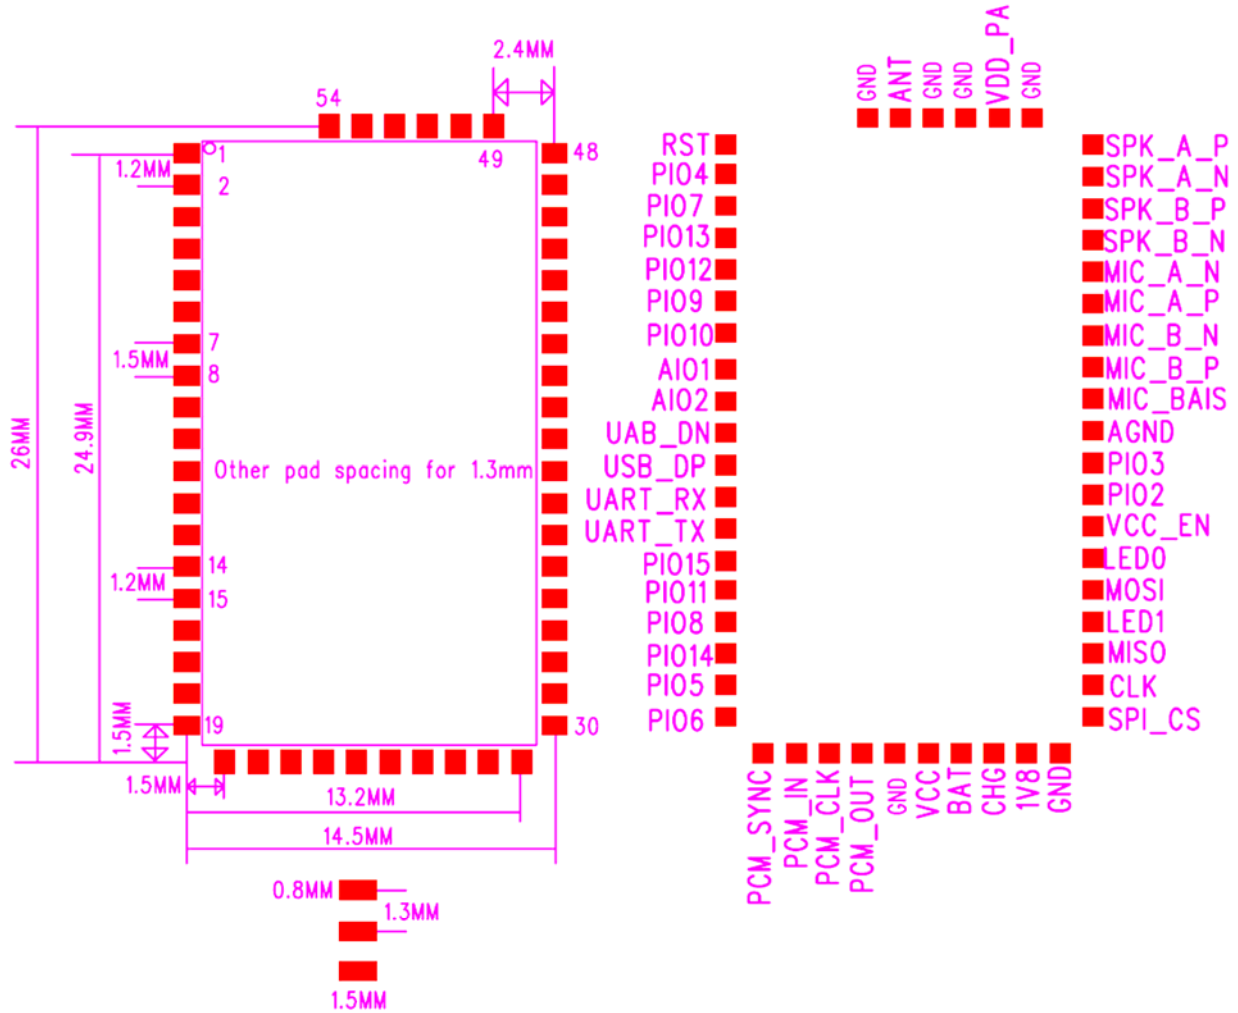 2.4MM
54
49
48
1
1.2MM
2
7
1.5MM
8
26MM
24.9MM
Other pad spacing for 1.3mm
14
1.2MM
15
1.5MM
19
30
1.5MM
13.2MM
14.5MM
0.8MM
1.3MM
1.5MM
GND
ANT
GND
GND
VDD_PA
GND
RST
PIO4
PIO7
PIO13
PIO12
PIO9
PIO10
AIO1
AIO2
UAB_DN
USB_DP
UART_RX
UART_TX
PIO15
PIO11
PIO8
PIO14
PIO5
PIO6
SPK_A_P
SPK_A_N
SPK_B_P
SPK_B_N
MIC_A_N
MIC_A_P
MIC_B_N
MIC_B_P
MIC_BAIS
AGND
PIO3
PIO2
VCC_EN
LED0
MOSI
LED1
MISO
CLK
SPI_CS
PCM_SYNC
PCM_IN
PCM_CLK
PCM_OUT
GND
VCC
BAT
CHG
1V8
GND